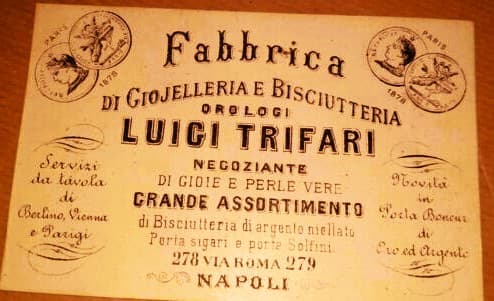 PARIS
1878
PARIS
1878
Fabbrica
DI GIOJELLERIA E BISCIUTTERIA
OROLOGI
LUIGI TRIFARI
NEGOZIANTE
DI GIOIE E PERLE VERE
GRANDE ASSORTIMENTO
di Bisciutteria di argento niellato
Porta sigari e porte Solfini
278 VIA ROMA 279
NAPOLI
Servizi
da tavola
di
Berlino, Vienna
e Parigi
Novità
in
Porta Boneur
di
Oro ed Argento